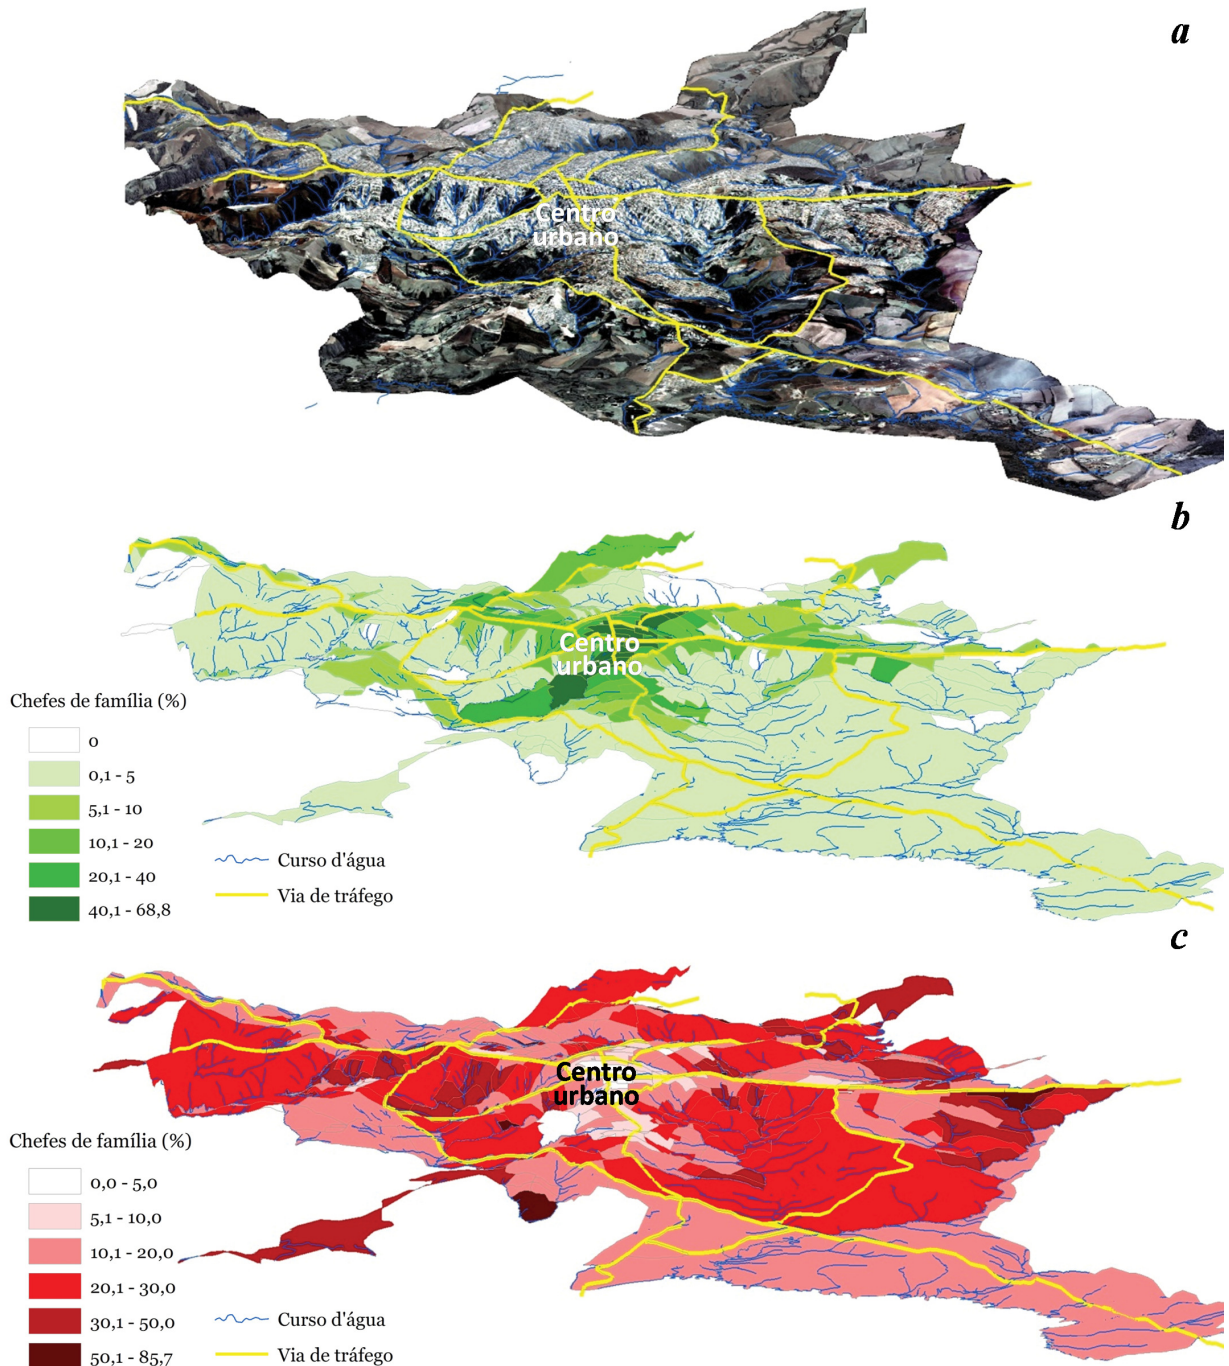 a
Centro
urbano
b
Centro
urbano
Chefes de família (%)
0
0,1 - 5
5,1 - 10
10,1 - 20
20,1 - 40
40,1 - 68,8
Curso d'água
Via de tráfego
c
Centro
urbano
Chefes de família (%)
0,0 - 5,0
5,1 - 10,0
10,1 - 20,0
20,1 - 30,0
30,1 - 50,0
50,1 - 85,7
Curso d'água
Via de tráfego